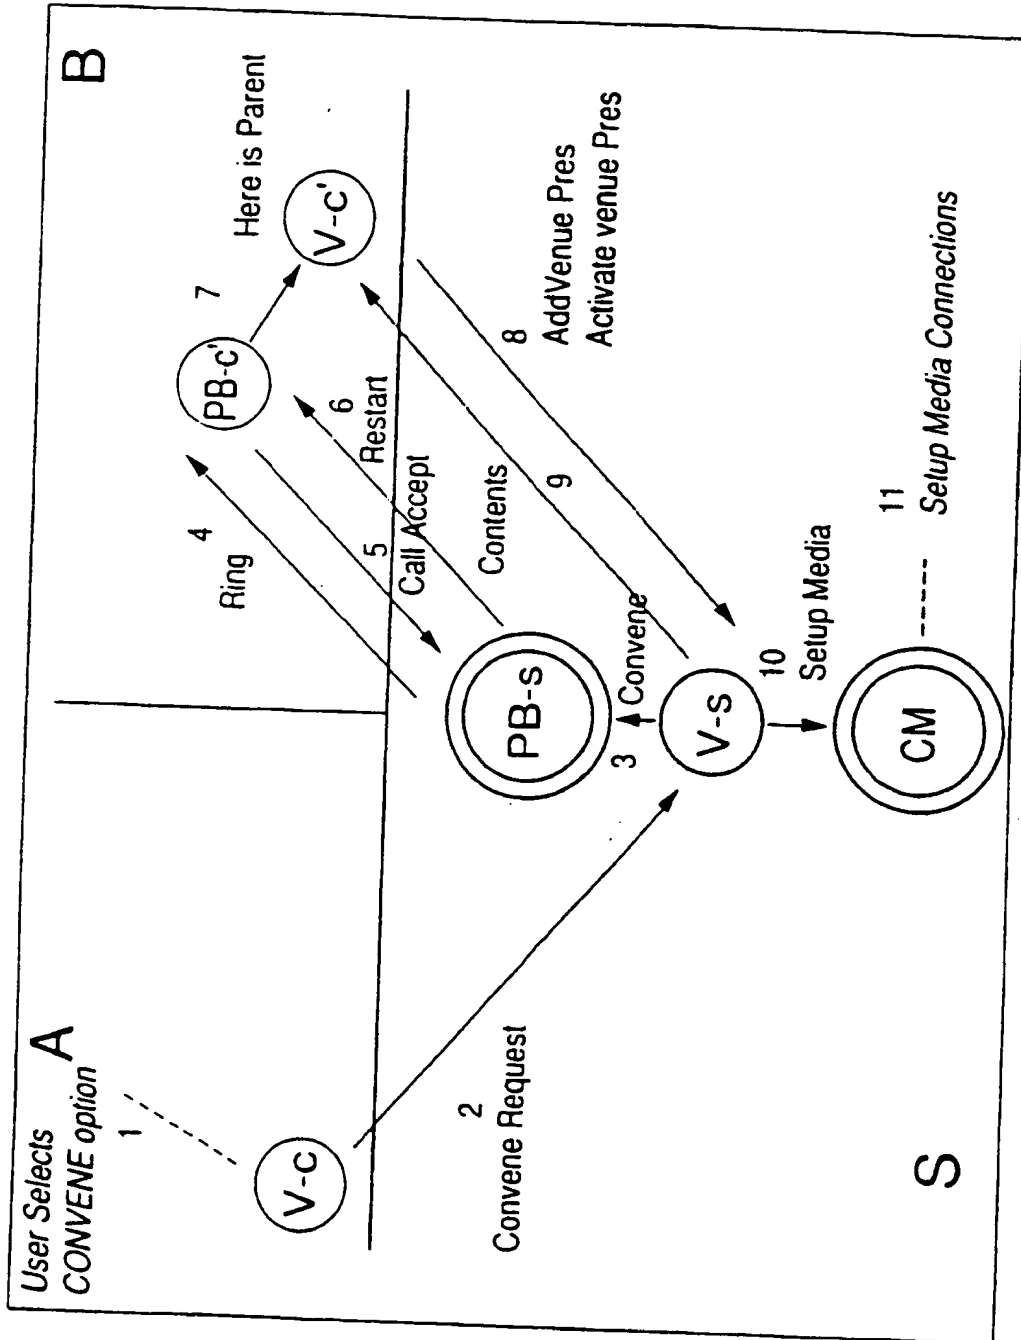 User Selects
CONVENE option
A
B
1
V-c
2
Convene Request
4
Ring
PB-c'
7
Here is Parent
V-c'
5
Call Accept
6
Restart
Contents
9
8
AddVenue Pres
Activate venue Pres
PB-s
3
Convene
V-s
10
Setup Media
CM
11
Setup Media Connections
S